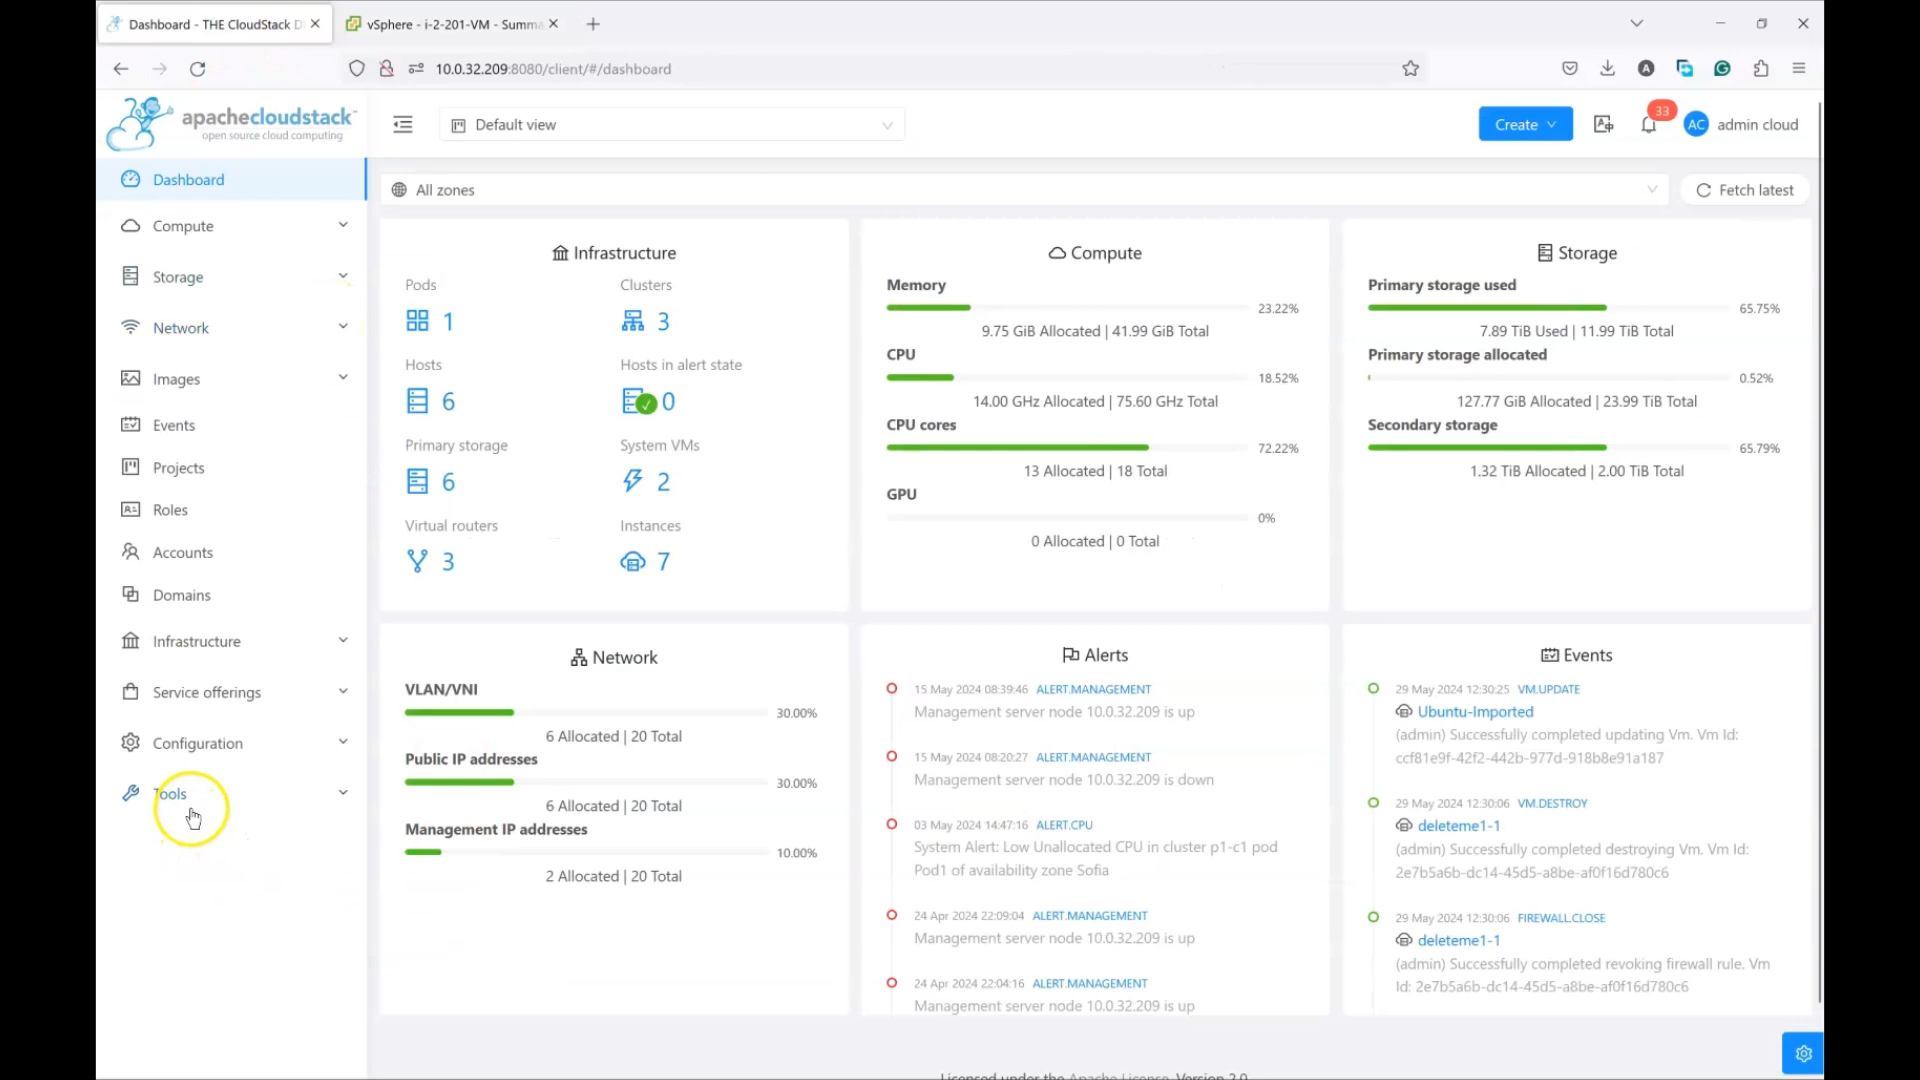 Dashboard - THE CloudStack D
vSphere - i-2-201-VM - Summa
10.0.32.209:8080/client/#/dashboard
apachecloudstack™
open source cloud computing
Default view
Create
33
AC
admin cloud
Dashboard
Compute
Storage
Network
Images
Events
Projects
Roles
Accounts
Domains
Infrastructure
Service offerings
Configuration
Tools
All zones
Fetch latest
Infrastructure
Pods
Clusters
1
3
Hosts
Hosts in alert state
6
0
Primary storage
System VMs
6
2
Virtual routers
Instances
3
7
Compute
Memory
23.22%
9.75 GiB Allocated | 41.99 GiB Total
CPU
18.52%
14.00 GHz Allocated | 75.60 GHz Total
CPU cores
72.22%
13 Allocated | 18 Total
GPU
0%
0 Allocated | 0 Total
Storage
Primary storage used
65.75%
7.89 TiB Used | 11.99 TiB Total
Primary storage allocated
0.52%
127.77 GiB Allocated | 23.99 TiB Total
Secondary storage
65.79%
1.32 TiB Allocated | 2.00 TiB Total
Network
VLAN/VNI
30.00%
6 Allocated | 20 Total
Public IP addresses
30.00%
6 Allocated | 20 Total
Management IP addresses
10.00%
2 Allocated | 20 Total
Alerts
15 May 2024 08:39:46 ALERT.MANAGEMENT
Management server node 10.0.32.209 is up
15 May 2024 08:20:27 ALERT.MANAGEMENT
Management server node 10.0.32.209 is down
03 May 2024 14:47:16 ALERT.CPU
System Alert: Low Unallocated CPU in cluster p1-c1 pod
Pod1 of availability zone Sofia
24 Apr 2024 22:09:04 ALERT.MANAGEMENT
Management server node 10.0.32.209 is up
24 Apr 2024 22:04:16 ALERT.MANAGEMENT
Management server node 10.0.32.209 is up
Events
29 May 2024 12:30:25 VM.UPDATE
Ubuntu-Imported
(admin) Successfully completed updating Vm. Vm Id:
ccf81e9f-42f2-442b-977d-918b8e91a187
29 May 2024 12:30:06 VM.DESTROY
deleteme1-1
(admin) Successfully completed destroying Vm. Vm Id:
2e7b5a6b-dc14-45d5-a8be-af0f16d780c6
29 May 2024 12:30:06 FIREWALL.CLOSE
deleteme1-1
(admin) Successfully completed revoking firewall rule. Vm
Id: 2e7b5a6b-dc14-45d5-a8be-af0f16d780c6
Licensed under the Apache License, Version 2.0